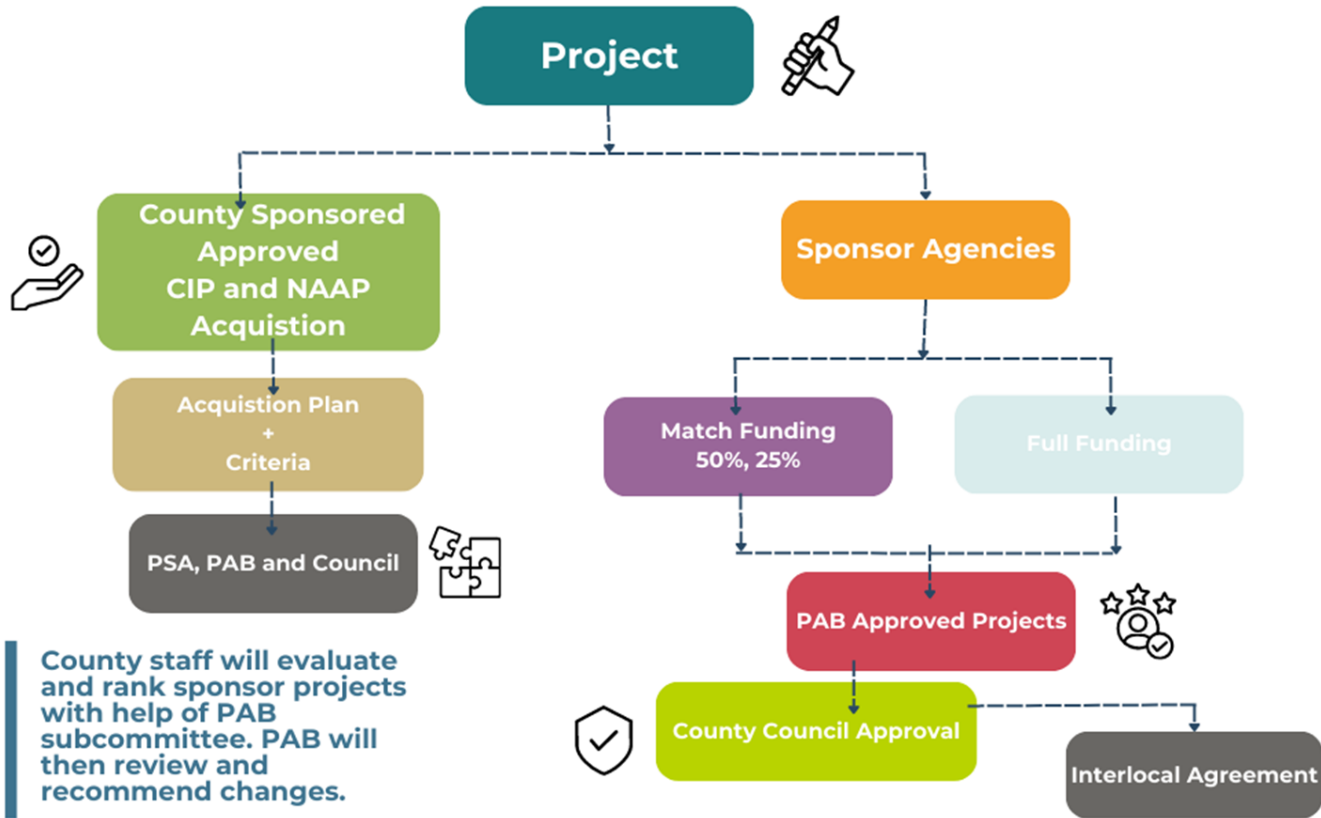 Project
County Sponsored
Approved
CIP and NAAP
Acquistion
Sponsor Agencies
Acquistion Plan
+
Criteria
Match Funding
50%, 25%
Full Funding
PSA, PAB and Council
PAB Approved Projects
County staff will evaluate
and rank sponsor projects
with help of PAB
subcommittee. PAB will
then review and
recommend changes.
County Council Approval
Interlocal Agreement